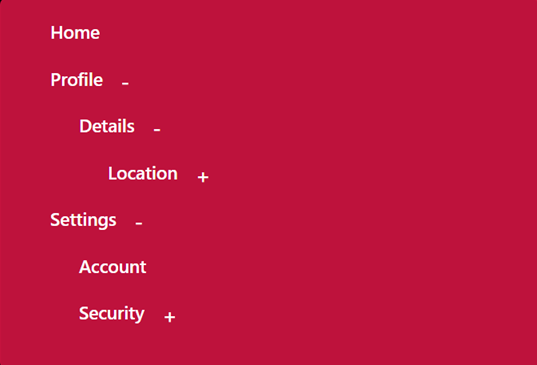 Home
Profile -
Details -
Location +
Settings -
Account
Security +